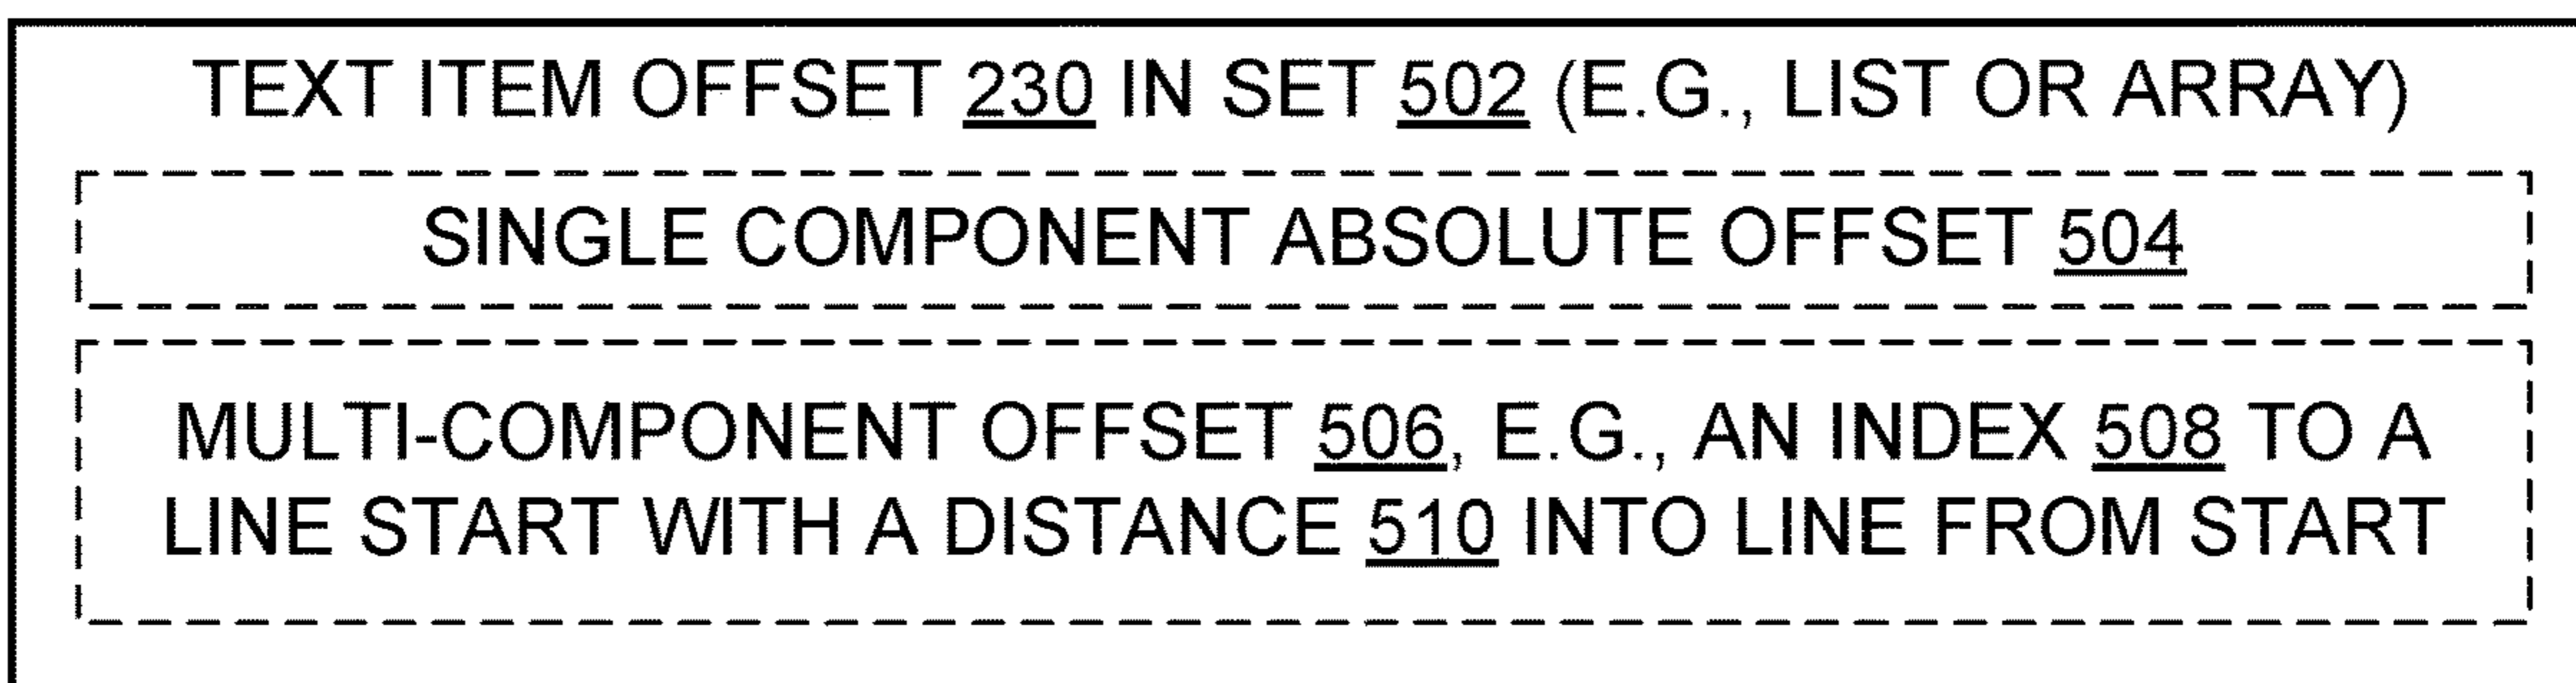 TEXT ITEM OFFSET 230 IN SET 502 (E.G., LIST OR ARRAY)
SINGLE COMPONENT ABSOLUTE OFFSET 504
MULTI-COMPONENT OFFSET 506, E.G., AN INDEX 508 TO A
LINE START WITH A DISTANCE 510 INTO LINE FROM START